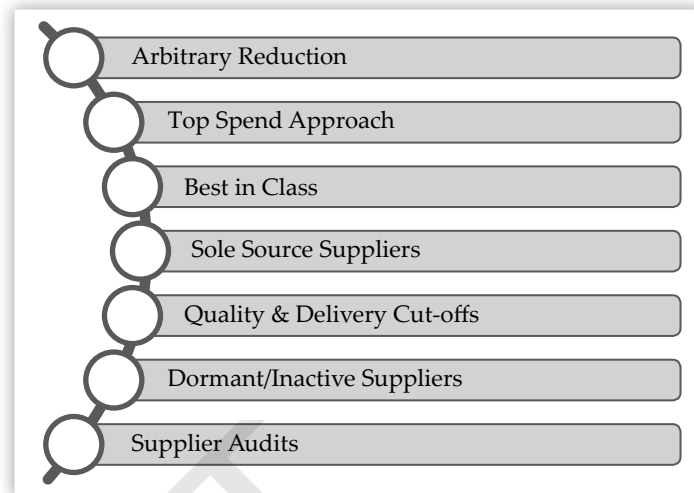 Arbitrary Reduction
Top Spend Approach
Best in Class
Sole Source Suppliers
Quality & Delivery Cut-offs
Dormant/Inactive Suppliers
Supplier Audits